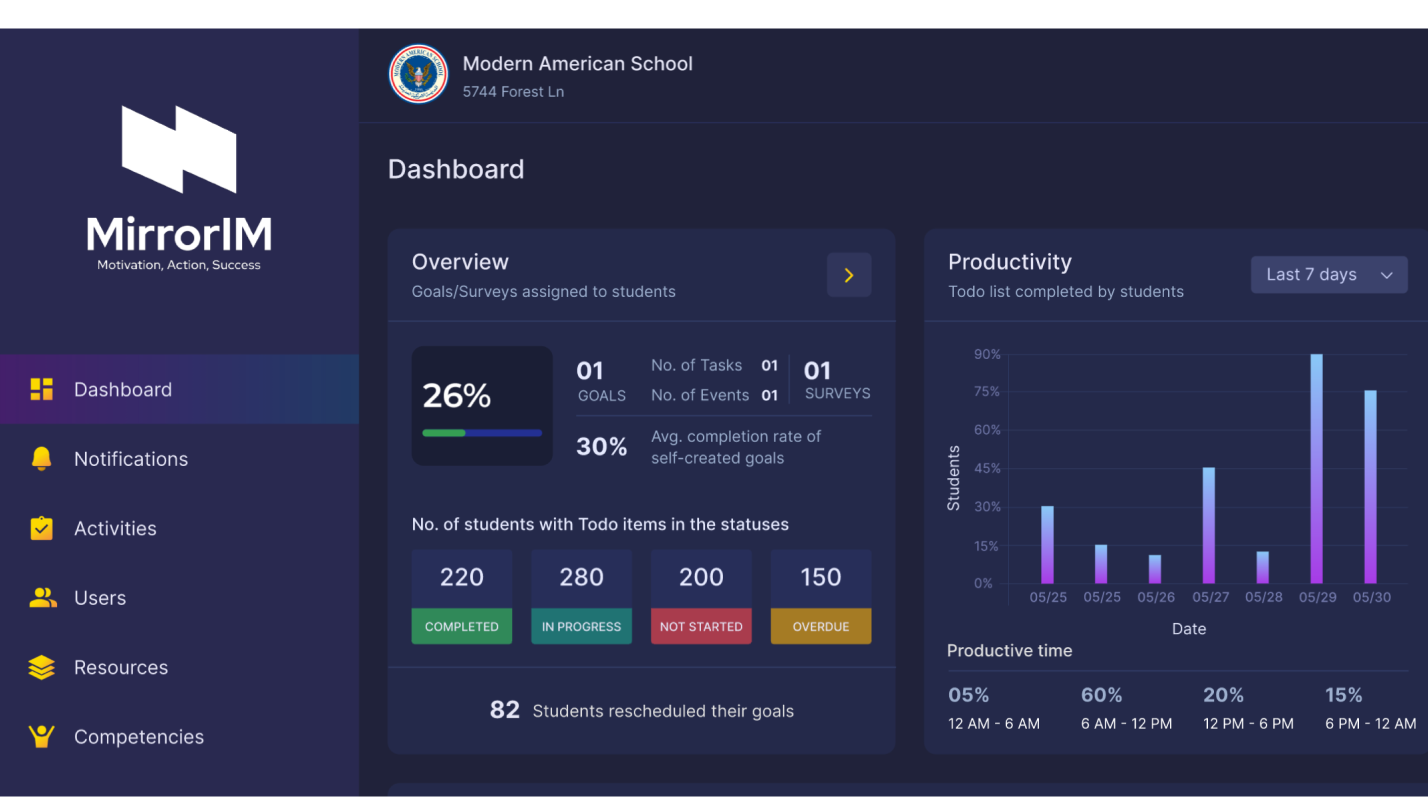 MirrorIM
Motivation, Action, Success
Dashboard
Notifications
Activities
Users
Resources
Competencies
Modern American School
5744 Forest Ln
Dashboard
Overview
Goals/Surveys assigned to students
26%
01
GOALS
No. of Tasks 01
No. of Events 01
01
SURVEYS
30%
Avg. completion rate of
self-created goals
No. of students with Todo items in the statuses
220 280 200 150
COMPLETED IN PROGRESS NOT STARTED OVERDUE
82 Students rescheduled their goals
Productivity
Todo list completed by students
Last 7 days
Students
90%
75%
60%
45%
30%
15%
0%
05/25 05/25 05/26 05/27 05/28 05/29 05/30
Date
Productive time
05% 60% 20% 15%
12 AM - 6 AM 6 AM - 12 PM 12 PM - 6 PM 6 PM - 12 AM